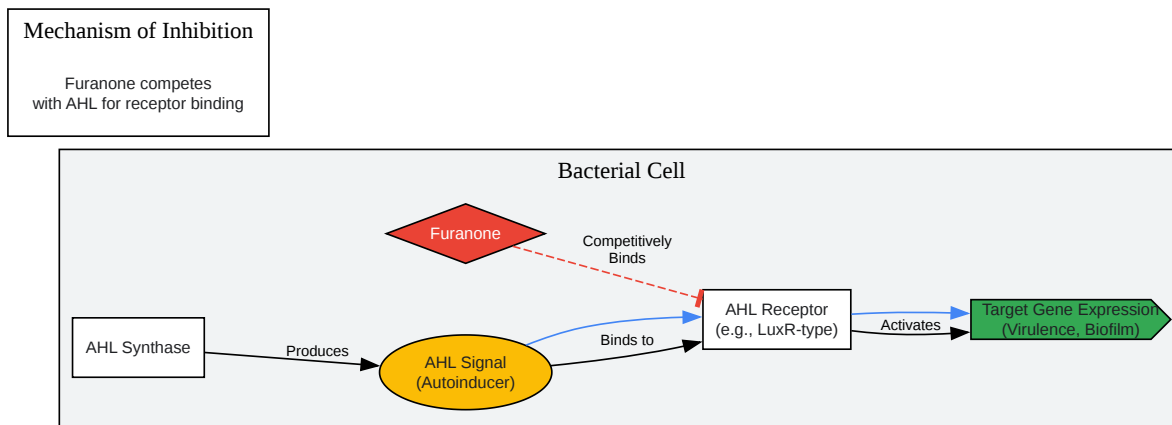 Mechanism of Inhibition
Furanone competes
with AHL for receptor binding
Bacterial Cell
Furanone
Competitively
Binds
AHL Synthase
Produces
AHL Signal
(Autoinducer)
Binds to
AHL Receptor
(e.g., LuxR-type)
Activates
Target Gene Expression
(Virulence, Biofilm)